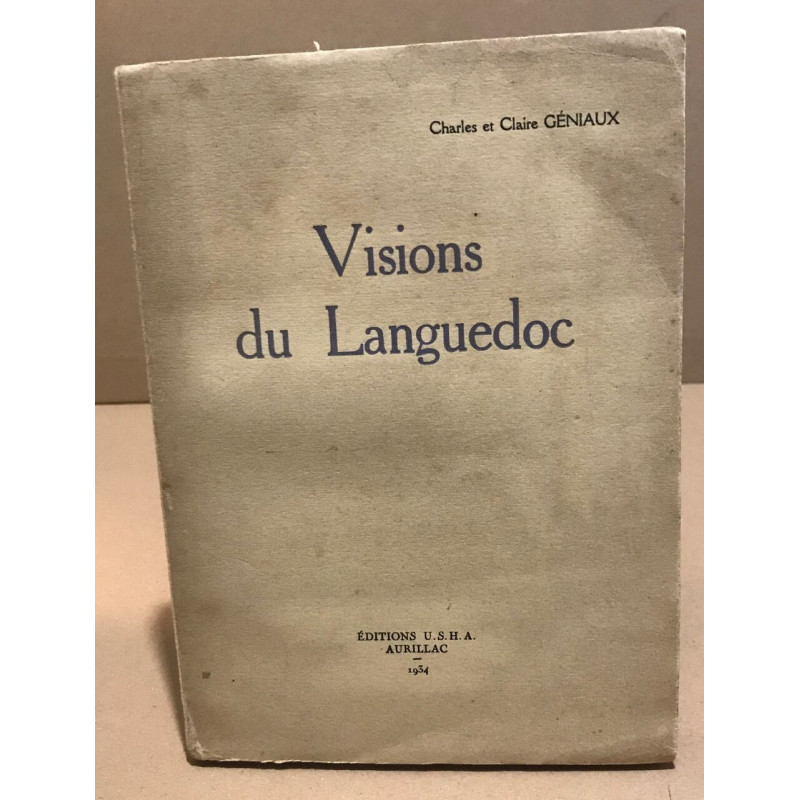 Charles et Claire GÉNIAUX
Visions
du Languedoc
ÉDITIONS U.S.H.A.
AURILLAC
1934